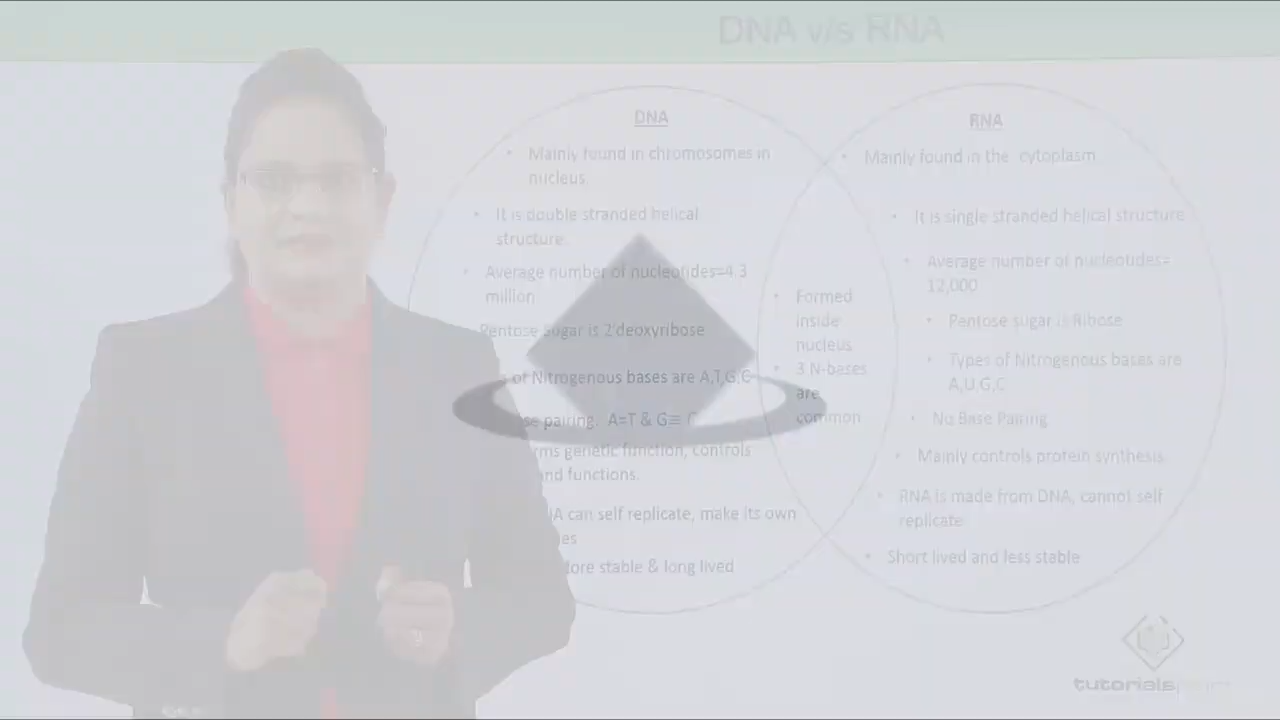 DNA v/s RNA
DNA
Mainly found in chromosomes in
nucleus.
It is double stranded helical
structure.
Average number of nucleotides=4.3
million
Pentose sugar is 2'deoxyribose
of Nitrogenous bases are A,T,G,C
pairing. A=T & G≡ C
genetic function, controls
functions.
can self replicate, make its own
stable & long lived
Formed
inside
nucleus
3 N-bases
are
common
RNA
Mainly found in the cytoplasm
It is single stranded helical structure
Average number of nucleotides=
12,000
Pentose sugar is Ribose
Types of Nitrogenous bases are
A,U,G,C
No Base Pairing
Mainly controls protein synthesis.
RNA is made from DNA, cannot self
replicate
Short lived and less stable
tutorialspoint